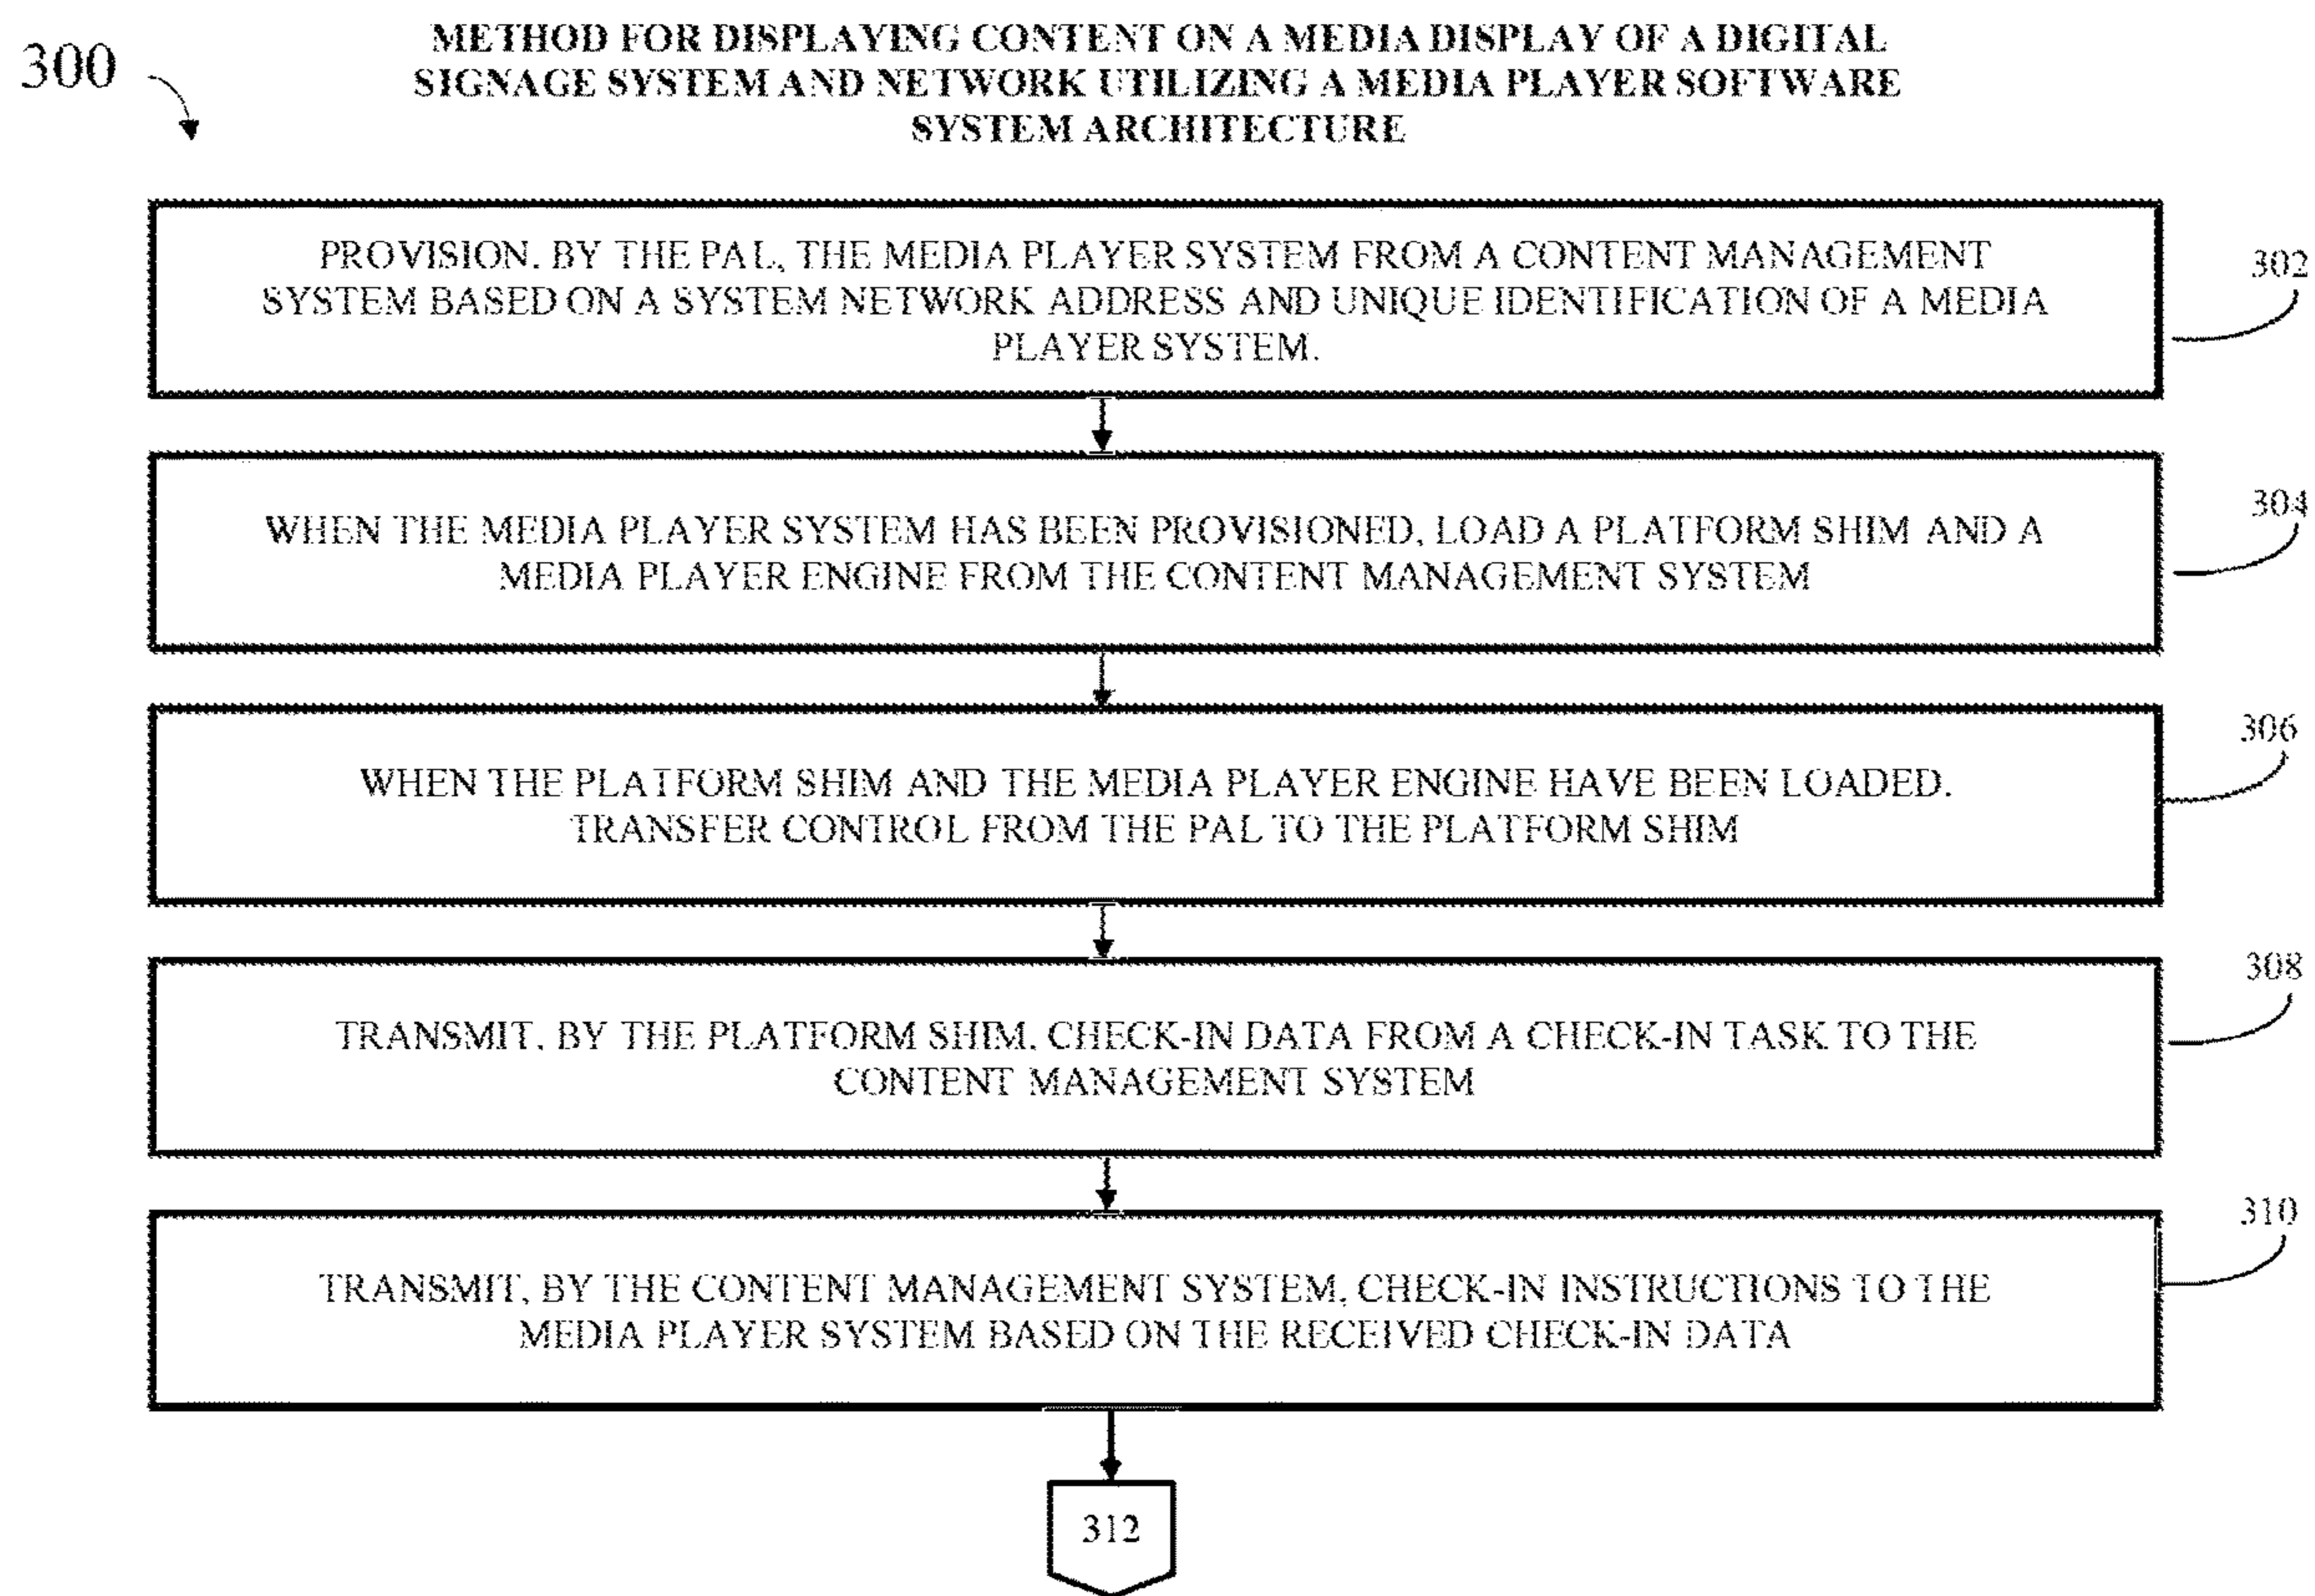 300
METHOD FOR DISPLAYING CONTENT ON A MEDIA DISPLAY OF A DIGITAL
SIGNAGE SYSTEM AND NETWORK UTILIZING A MEDIA PLAYER SOFTWARE
SYSTEM ARCHITECTURE
PROVISION, BY THE PAL, THE MEDIA PLAYER SYSTEM FROM A CONTENT MANAGEMENT
SYSTEM BASED ON A SYSTEM NETWORK ADDRESS AND UNIQUE IDENTIFICATION OF A MEDIA
PLAYER SYSTEM.
302
WHEN THE MEDIA PLAYER SYSTEM HAS BEEN PROVISIONED, LOAD A PLATFORM SHIM AND A
MEDIA PLAYER ENGINE FROM THE CONTENT MANAGEMENT SYSTEM
304
WHEN THE PLATFORM SHIM AND THE MEDIA PLAYER ENGINE HAVE BEEN LOADED,
TRANSFER CONTROL FROM THE PAL TO THE PLATFORM SHIM
306
TRANSMIT, BY THE PLATFORM SHIM, CHECK-IN DATA FROM A CHECK-IN TASK TO THE
CONTENT MANAGEMENT SYSTEM
308
TRANSMIT, BY THE CONTENT MANAGEMENT SYSTEM, CHECK-IN INSTRUCTIONS TO THE
MEDIA PLAYER SYSTEM BASED ON THE RECEIVED CHECK-IN DATA
310
312